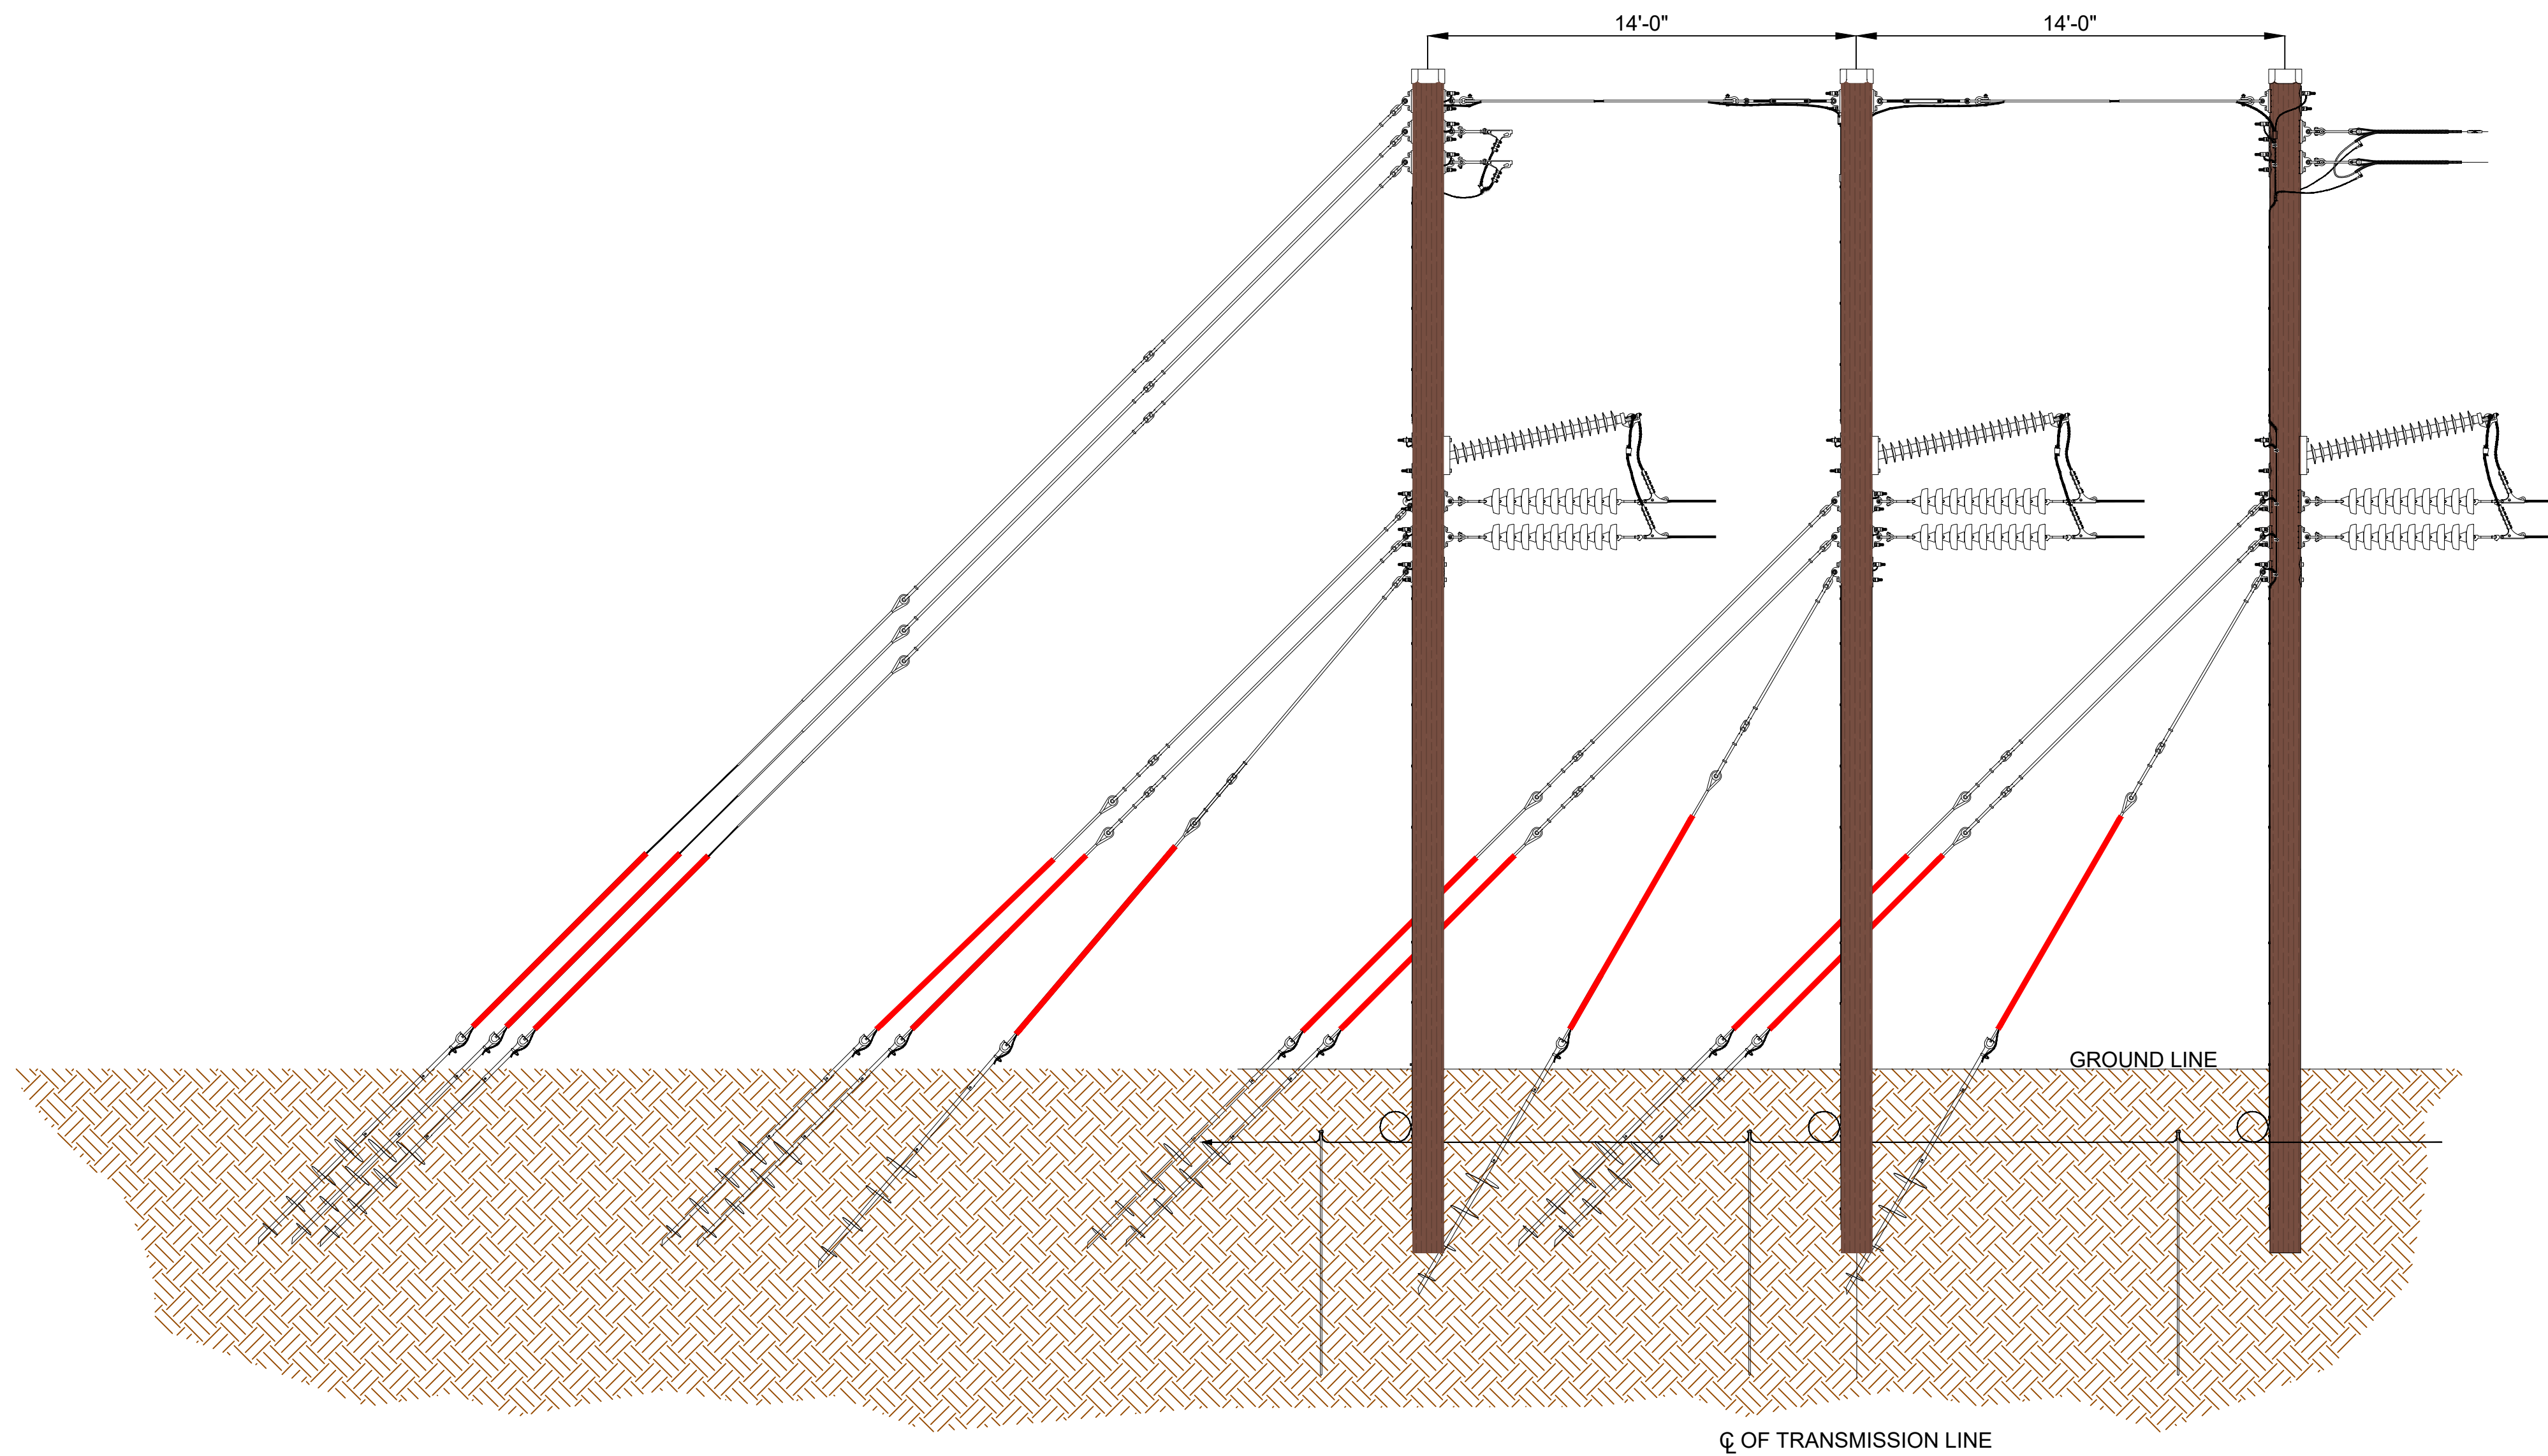 14'-0"
14'-0"
GROUND LINE
℄ OF TRANSMISSION LINE